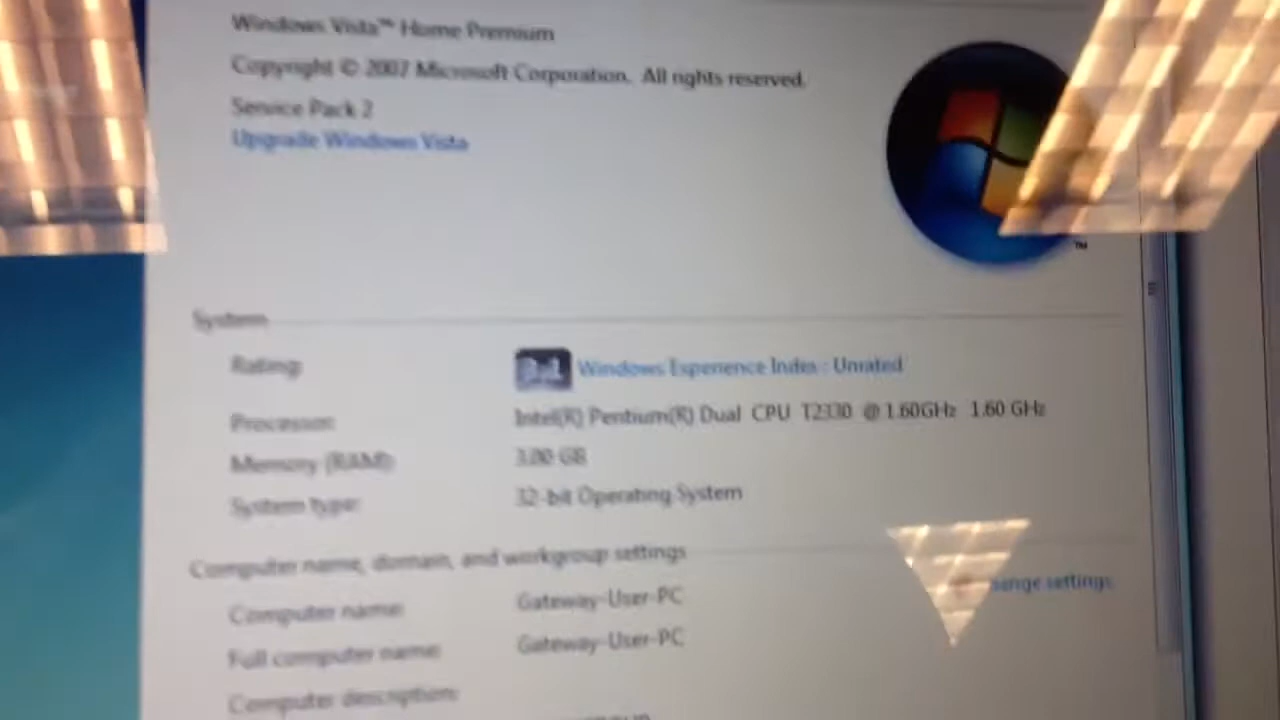 Windows Vista™ Home Premium
Copyright © 2007 Microsoft Corporation. All rights reserved.
Service Pack 2
Upgrade Windows Vista
™
System
Rating: Windows Experience Index : Unrated
Processor: Intel(R) Pentium(R) Dual CPU T2330 @ 1.60GHz 1.60 GHz
Memory (RAM): 3.00 GB
System type: 32-bit Operating System
Computer name, domain, and workgroup settings
Computer name: Gateway-User-PC
settings
Full computer name: Gateway-User-PC
Computer description: